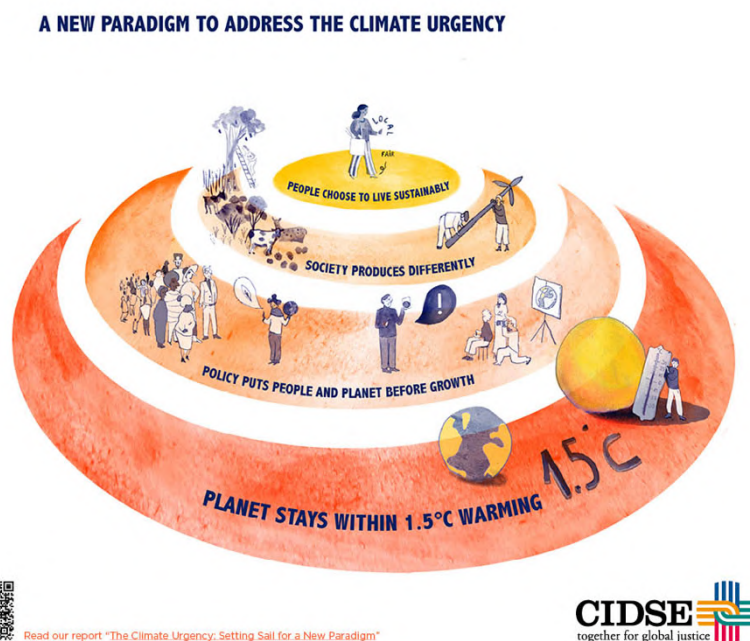 A NEW PARADIGM TO ADDRESS THE CLIMATE URGENCY
LOCAL
FAIR
PEOPLE CHOOSE TO LIVE SUSTAINABLY
SOCIETY PRODUCES DIFFERENTLY
!
POLICY PUTS PEOPLE AND PLANET BEFORE GROWTH
1.5°C
PLANET STAYS WITHIN 1.5°C WARMING
CIDSE
together for global justice
Read our report "The Climate Urgency: Setting Sail for a New Paradigm"